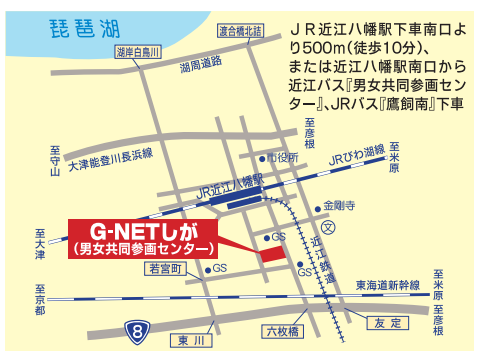 琵琶湖
渡合橋北詰
湖岸白鳥川
湖周道路
ＪＲ近江八幡駅下車南口よ
り500m（徒歩10分）、
または近江八幡駅南口から
近江バス『男女共同参画セン
ター』、JRバス『鷹飼南』下車
至守山
大津能登川長浜線
市役所
至彦根
JRびわ湖線
至米原
JR近江八幡駅
金剛寺
文
至大津
G-NETしが
（男女共同参画センター）
GS
近江鉄道
若宮町
GS
GS
至京都
東海道新幹線
至米原
至彦根
8
東川
六枚橋
友定